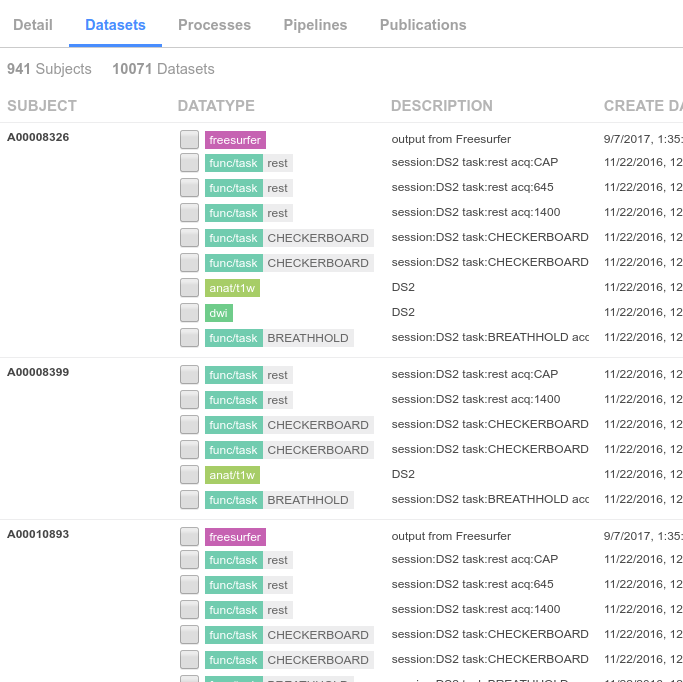 Detail Datasets Processes Pipelines Publications
941 Subjects 10071 Datasets
SUBJECT DATATYPE DESCRIPTION CREATE DA
A00008326 freesurfer output from Freesurfer 9/7/2017, 1:35:
func/task rest session:DS2 task:rest acq:CAP 11/22/2016, 12
func/task rest session:DS2 task:rest acq:645 11/22/2016, 12
func/task rest session:DS2 task:rest acq:1400 11/22/2016, 12
func/task CHECKERBOARD session:DS2 task:CHECKERBOARD 11/22/2016, 12
func/task CHECKERBOARD session:DS2 task:CHECKERBOARD 11/22/2016, 12
anat/t1w DS2 11/22/2016, 12
dwi DS2 11/22/2016, 12
func/task BREATHHOLD session:DS2 task:BREATHHOLD acc 11/22/2016, 12
A00008399 func/task rest session:DS2 task:rest acq:CAP 11/22/2016, 12
func/task rest session:DS2 task:rest acq:1400 11/22/2016, 12
func/task CHECKERBOARD session:DS2 task:CHECKERBOARD 11/22/2016, 12
func/task CHECKERBOARD session:DS2 task:CHECKERBOARD 11/22/2016, 12
anat/t1w DS2 11/22/2016, 12
func/task BREATHHOLD session:DS2 task:BREATHHOLD acc 11/22/2016, 12
A00010893 freesurfer output from Freesurfer 9/7/2017, 1:35:
func/task rest session:DS2 task:rest acq:CAP 11/22/2016, 12
func/task rest session:DS2 task:rest acq:645 11/22/2016, 12
func/task rest session:DS2 task:rest acq:1400 11/22/2016, 12
func/task CHECKERBOARD session:DS2 task:CHECKERBOARD 11/22/2016, 12
func/task CHECKERBOARD session:DS2 task:CHECKERBOARD 11/22/2016, 12